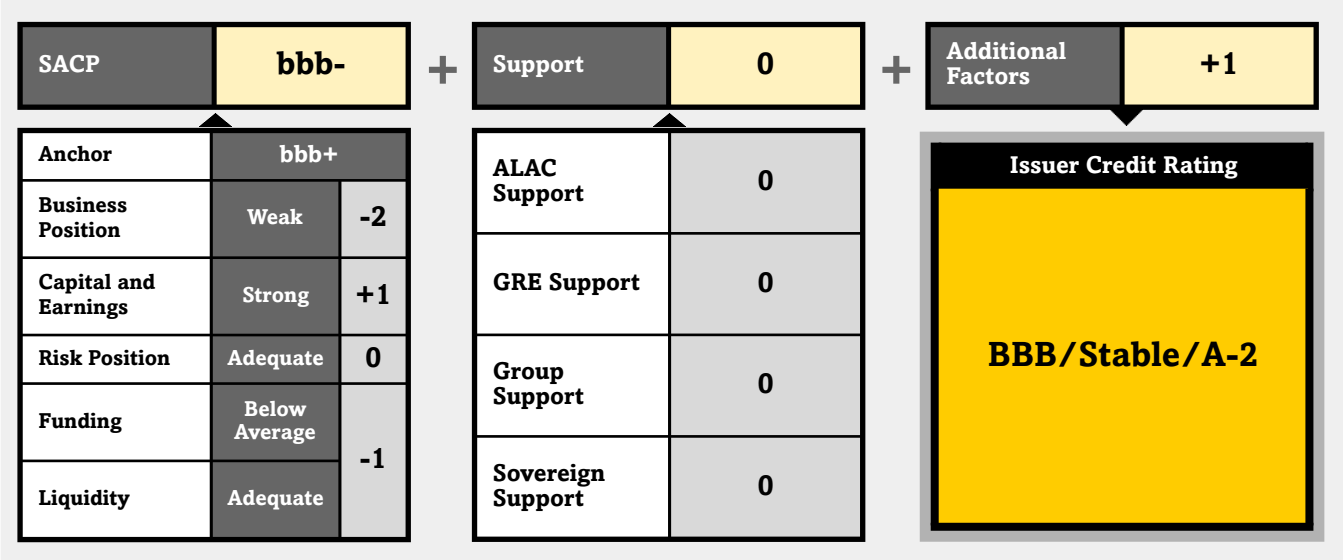 SACP
bbb-
+
Support
0
+
Additional
Factors
+1
Anchor
bbb+
Business
Position
Weak
-2
Capital and
Earnings
Strong
+1
Risk Position
Adequate
0
Funding
Below
Average
-1
Liquidity
Adequate
ALAC
Support
0
GRE Support
0
Group
Support
0
Sovereign
Support
0
Issuer Credit Rating
BBB/Stable/A-2